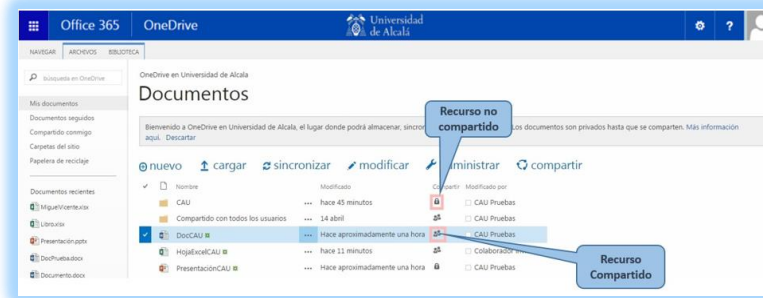 Office 365
OneDrive
Universidad
de Alcalá
?
NAVEGAR ARCHIVOS BIBLIOTECA
búsqueda en OneDrive
Mis documentos
Documentos seguidos
Compartido conmigo
Carpetas del sitio
Papelera de reciclaje
Documentos recientes
MiguelVicente.xlsx
Libro.xlsx
Presentación.pptx
DocPrueba.docx
Documento.docx
OneDrive en Universidad de Alcala
Documentos
Recurso no
compartido
Bienvenido a OneDrive en Universidad de Alcala, el lugar donde podrá almacenar, sincron Los documentos son privados hasta que se comparten. Más información
aquí. Descartar
nuevo cargar sincronizar modificar ministrar compartir
Nombre Modificado Compartir Modificado por
CAU ... hace 45 minutos CAU Pruebas
Compartido con todos los usuarios ... 14 abril CAU Pruebas
DocCAU ... Hace aproximadamente una hora CAU Pruebas
HojaExcelCAU ... hace 11 minutos Colaborador
PresentaciónCAU ... Hace aproximadamente una hora CAU Pruebas
Recurso
Compartido